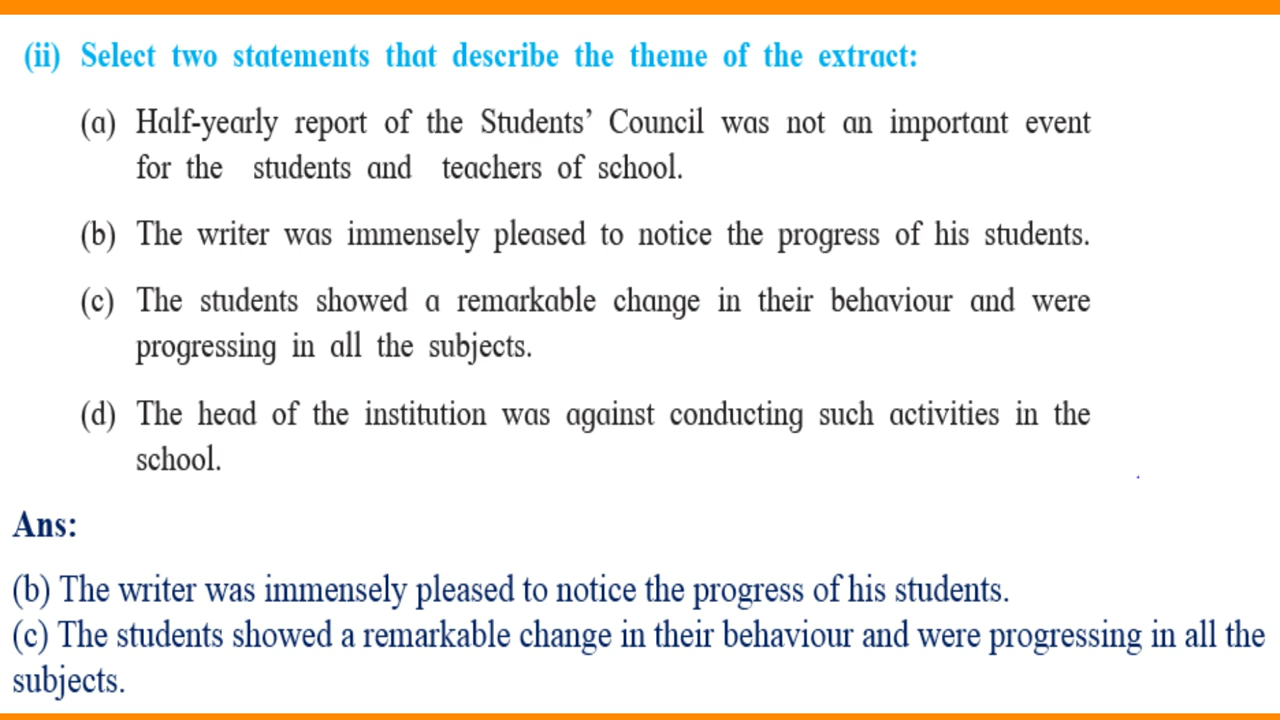 (ii) Select two statements that describe the theme of the extract:
(a) Half-yearly report of the Students’ Council was not an important event
for the students and teachers of school.
(b) The writer was immensely pleased to notice the progress of his students.
(c) The students showed a remarkable change in their behaviour and were
progressing in all the subjects.
(d) The head of the institution was against conducting such activities in the
school.
Ans:
(b) The writer was immensely pleased to notice the progress of his students.
(c) The students showed a remarkable change in their behaviour and were progressing in all the
subjects.